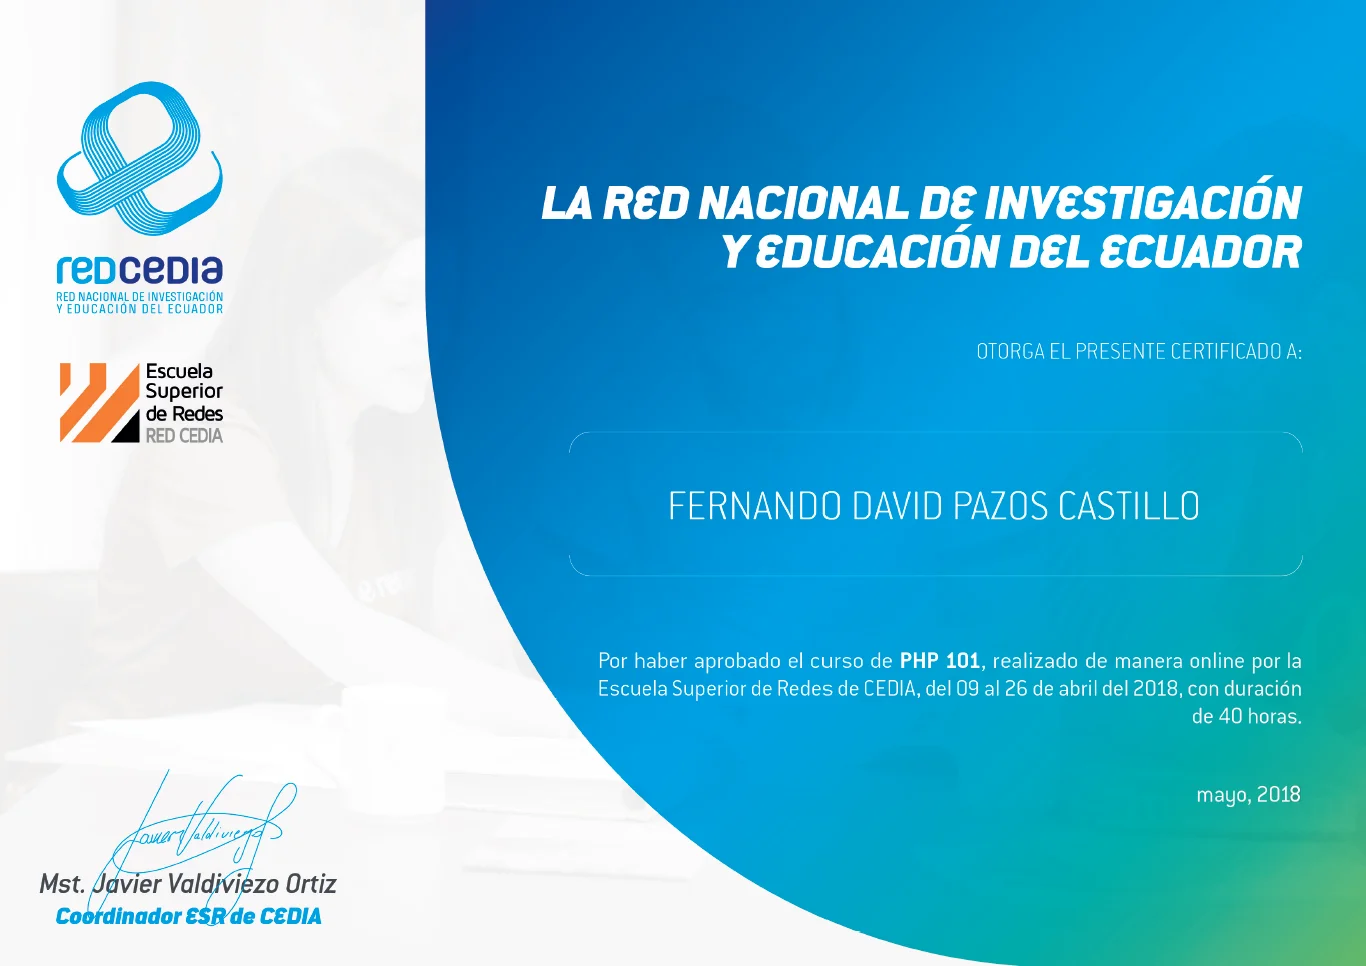 redcedia
RED NACIONAL DE INVESTIGACIÓN
Y EDUCACIÓN DEL ECUADOR
Escuela
Superior
de Redes
RED CEDIA
LA RED NACIONAL DE INVESTIGACIÓN
Y EDUCACIÓN DEL ECUADOR
OTORGA EL PRESENTE CERTIFICADO A:
FERNANDO DAVID PAZOS CASTILLO
Por haber aprobado el curso de PHP 101, realizado de manera online por la
Escuela Superior de Redes de CEDIA, del 09 al 26 de abril del 2018, con duración
de 40 horas.
mayo, 2018
Javier Valdiviezo
Mst. Javier Valdiviezo Ortiz
Coordinador ESR de CEDIA